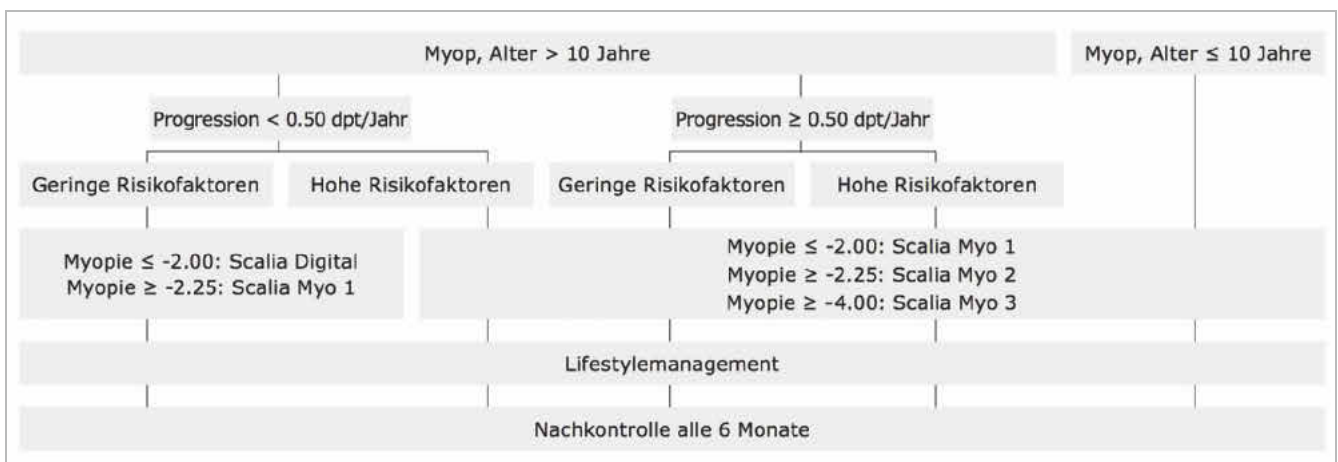 Myop, Alter > 10 Jahre
Myop, Alter ≤ 10 Jahre
Progression < 0.50 dpt/Jahr
Progression ≥ 0.50 dpt/Jahr
Geringe Risikofaktoren
Hohe Risikofaktoren
Geringe Risikofaktoren
Hohe Risikofaktoren
Myopie ≤ -2.00: Scalia Digital
Myopie ≥ -2.25: Scalia Myo 1
Myopie ≤ -2.00: Scalia Myo 1
Myopie ≥ -2.25: Scalia Myo 2
Myopie ≥ -4.00: Scalia Myo 3
Lifestylemanagement
Nachkontrolle alle 6 Monate